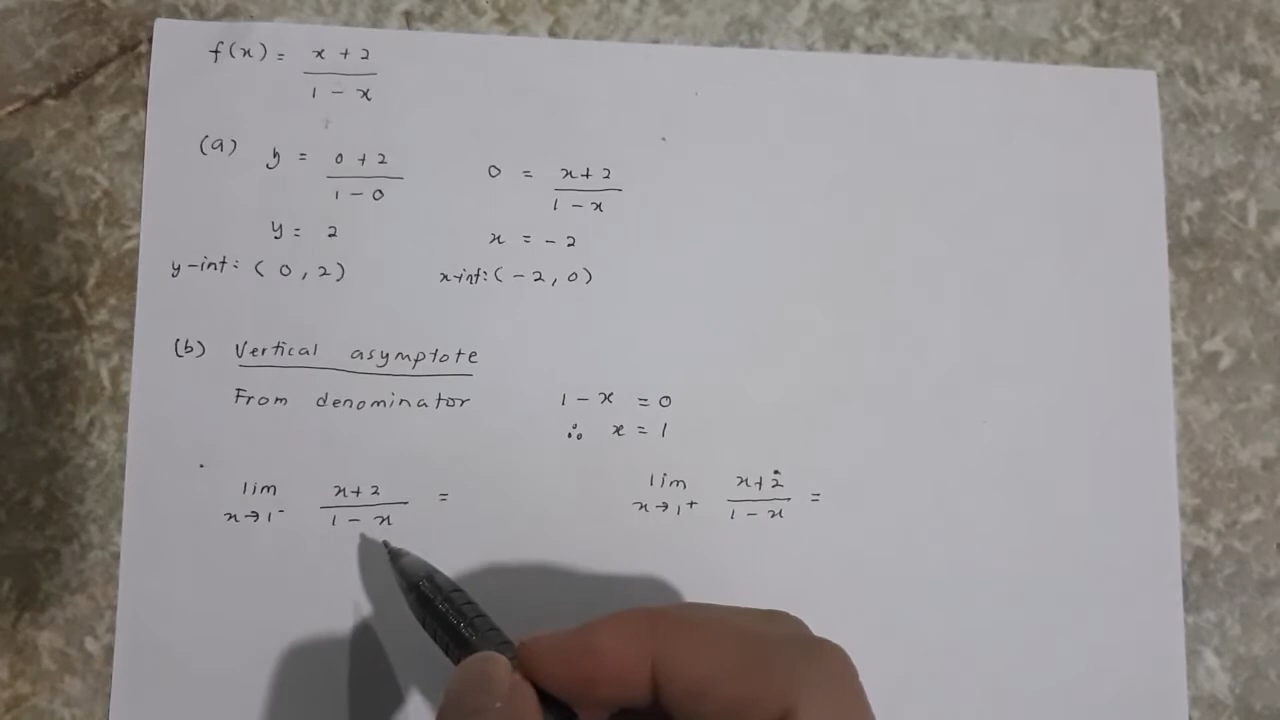 f(x) = x + 2 / 1 - x
(a) y = 0 + 2 / 1 - 0
y = 2
y-int: (0, 2)
0 = x + 2 / 1 - x
x = -2
x-int: (-2, 0)
(b) Vertical asymptote
From denominator
1 - x = 0
∴ x = 1
lim x→1⁻ x+2 / 1 - x =
lim x→1⁺ x+2 / 1 - x =